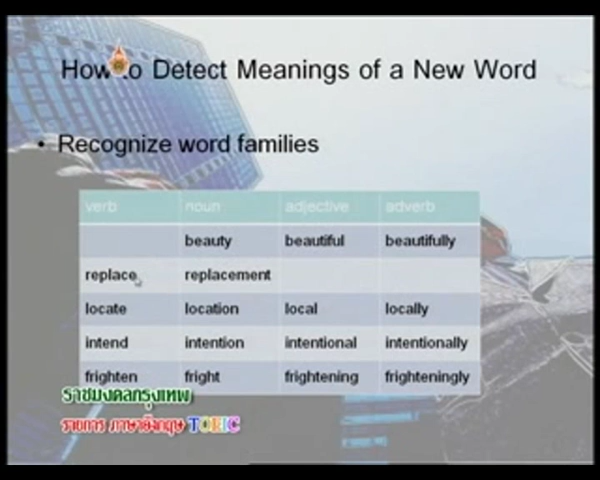 How to Detect Meanings of a New Word
• Recognize word families
verb noun adjective adverb
beauty beautiful beautifully
replace replacement
locate location local locally
intend intention intentional intentionally
frighten fright frightening frighteningly
ราชมงคลกรุงเทพ
รายการ ภาษาอังกฤษ TOEIC